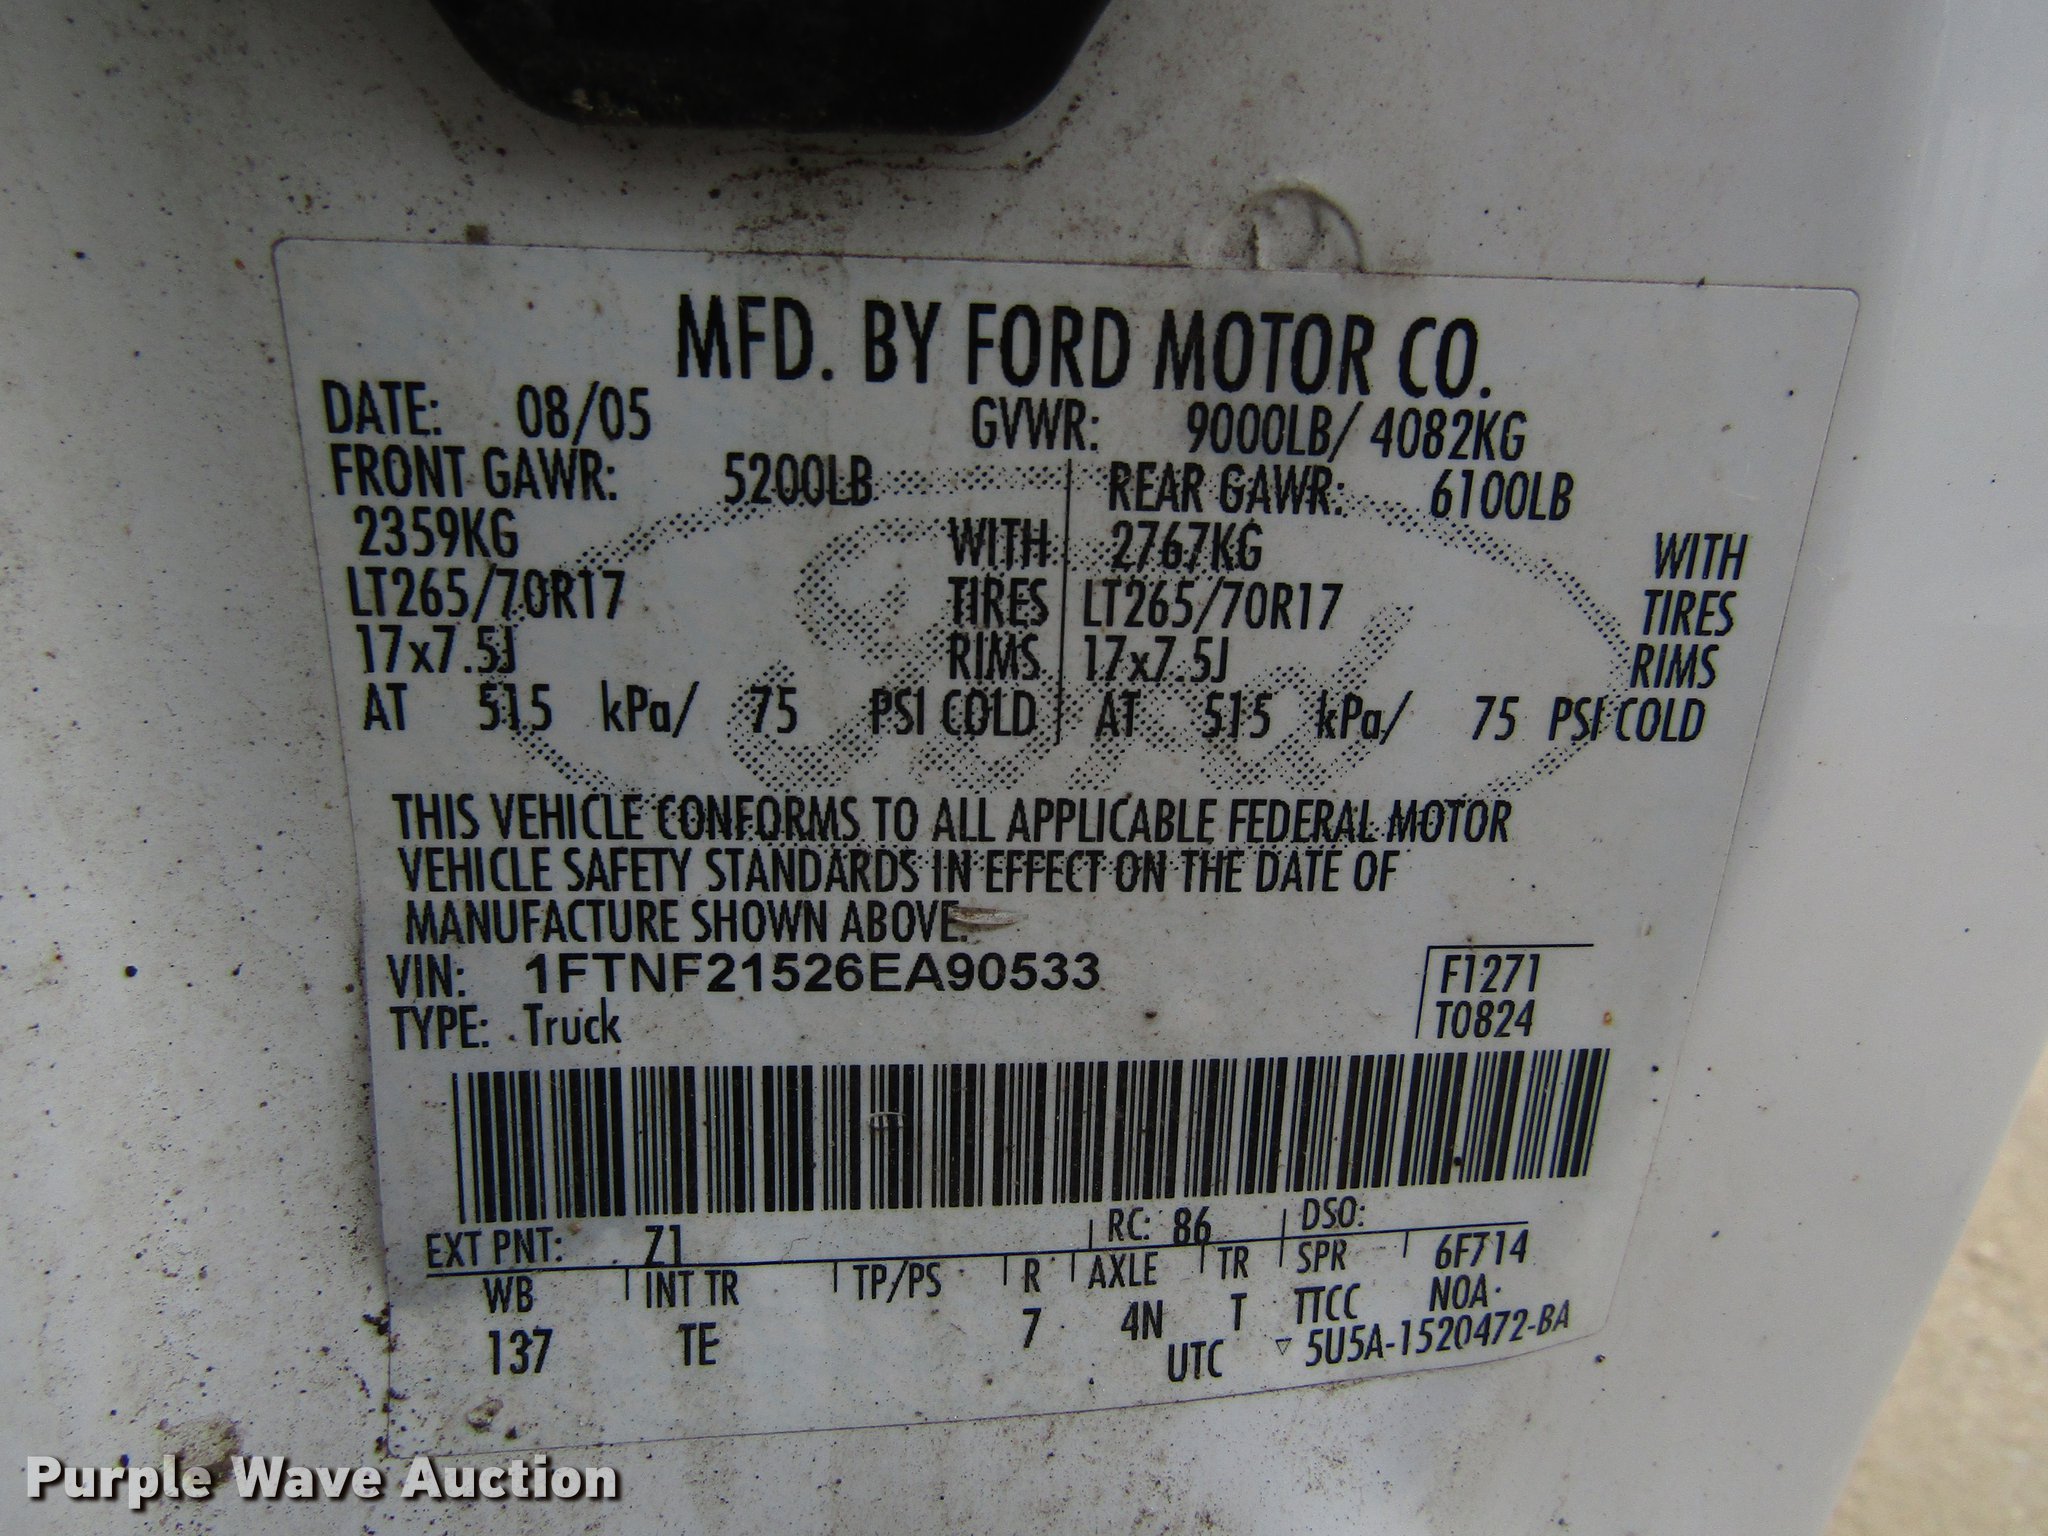 MFD. BY FORD MOTOR CO.
DATE: 08/05 GVWR: 9000LB/ 4082KG
FRONT GAWR: 5200LB REAR GAWR: 6100LB
2359KG WITH 2767KG WITH
LT265/70R17 TIRES LT265/70R17 TIRES
17x7.5J RIMS 17x7.5J RIMS
AT 515 kPa/ 75 PSI COLD AT 515 kPa/ 75 PSI COLD
Ford
THIS VEHICLE CONFORMS TO ALL APPLICABLE FEDERAL MOTOR
VEHICLE SAFETY STANDARDS IN EFFECT ON THE DATE OF
MANUFACTURE SHOWN ABOVE.
VIN: 1FTNF21526EA90533 F1271
TYPE: Truck T0824
EXT PNT: Z1 RC: 86 DSO:
WB INT TR TP/PS R AXLE TR SPR 6F714
137 TE 7 4N T TTCC NOA
UTC ▽ 5U5A-1520472-BA
Purple Wave Auction